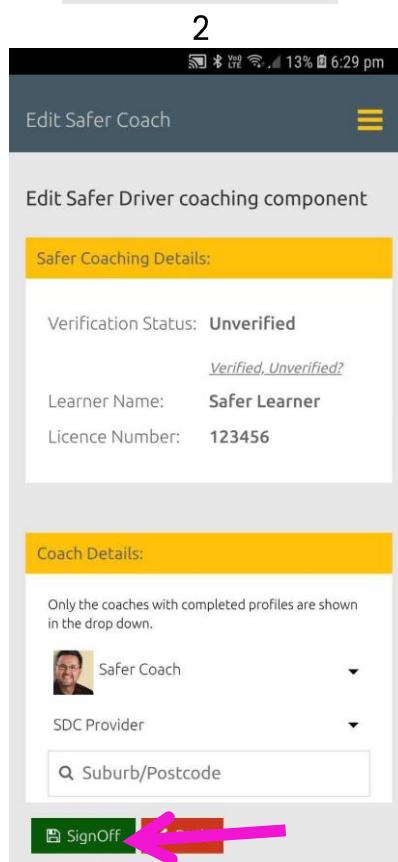 2
VoJ LTE 13% 6:29 pm
Edit Safer Coach
Edit Safer Driver coaching component
Safer Coaching Details:
Verification Status: Unverified
Verified, Unverified?
Learner Name: Safer Learner
Licence Number: 123456
Coach Details:
Only the coaches with completed profiles are shown
in the drop down.
Safer Coach
SDC Provider
Suburb/Postcode
SignOff